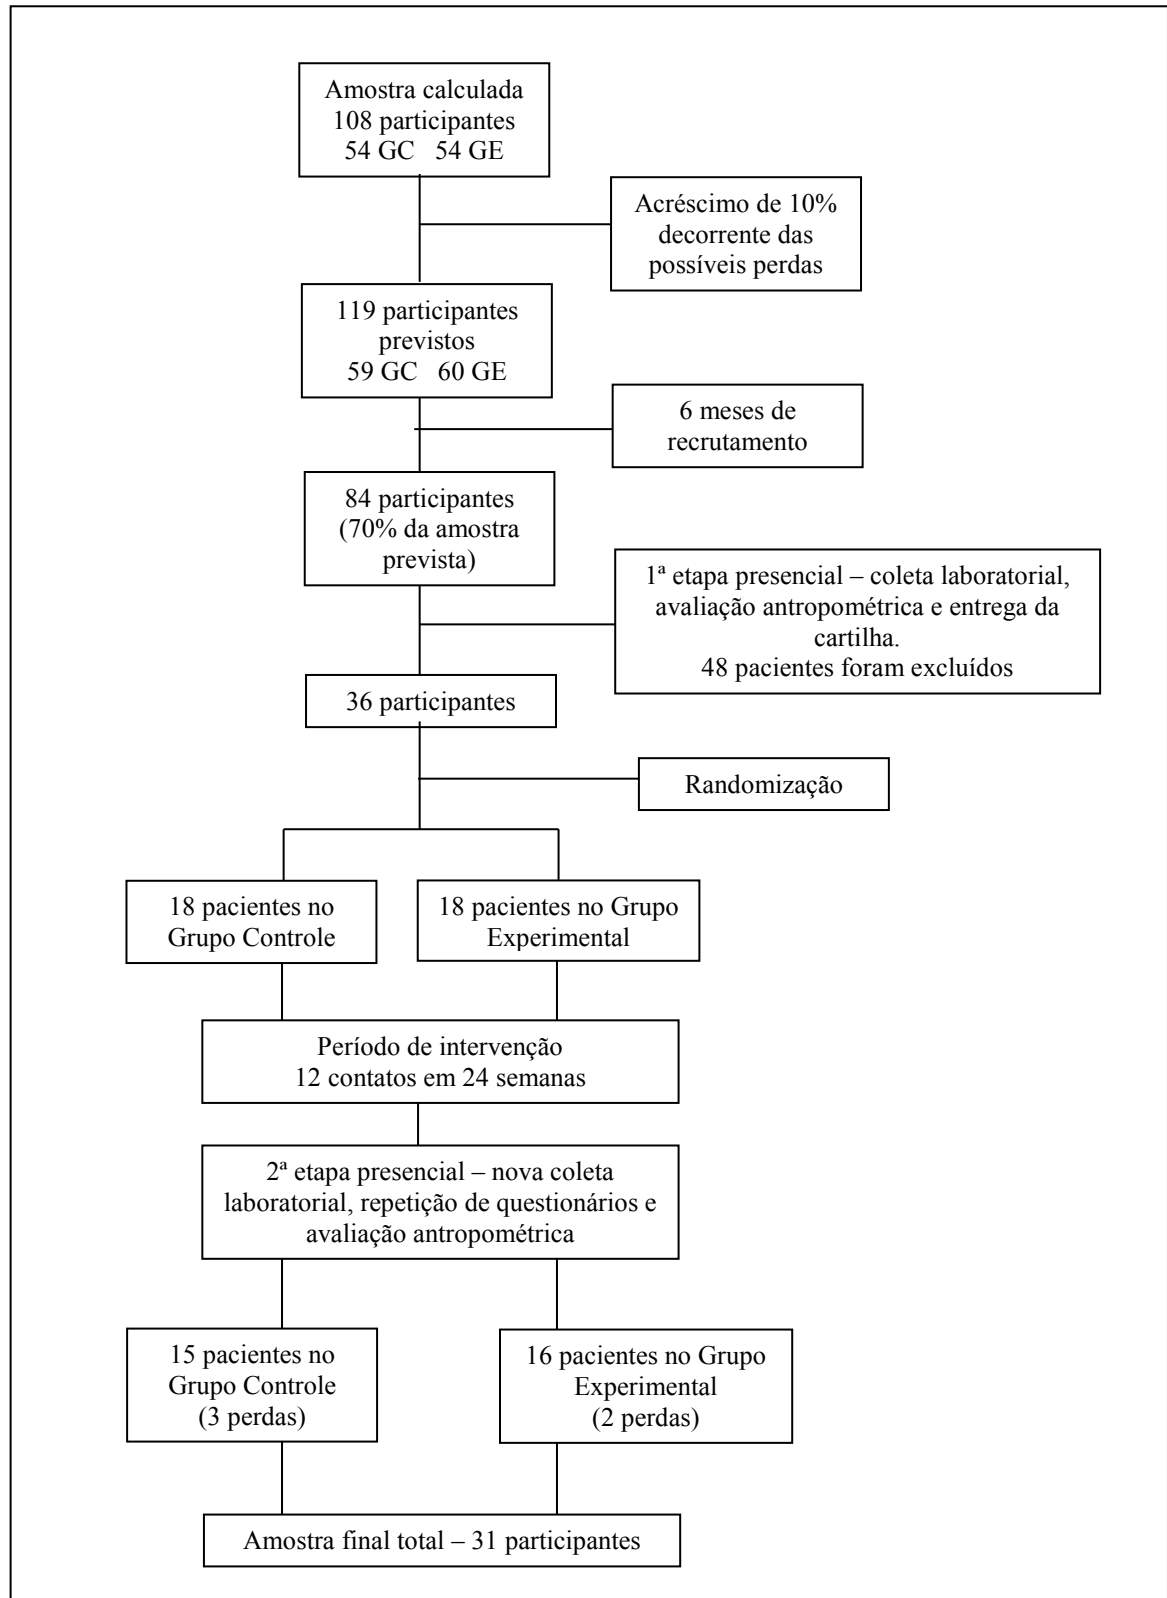 Amostra calculada
108 participantes
54 GC 54 GE
Acréscimo de 10%
decorrente das
possíveis perdas
119 participantes
previstos
59 GC 60 GE
6 meses de
recrutamento
84 participantes
(70% da amostra
prevista)
1ª etapa presencial – coleta laboratorial,
avaliação antropométrica e entrega da
cartilha.
48 pacientes foram excluídos
36 participantes
Randomização
18 pacientes no
Grupo Controle
18 pacientes no Grupo
Experimental
Período de intervenção
12 contatos em 24 semanas
2ª etapa presencial – nova coleta
laboratorial, repetição de questionários e
avaliação antropométrica
15 pacientes no
Grupo Controle
(3 perdas)
16 pacientes no Grupo
Experimental
(2 perdas)
Amostra final total – 31 participantes